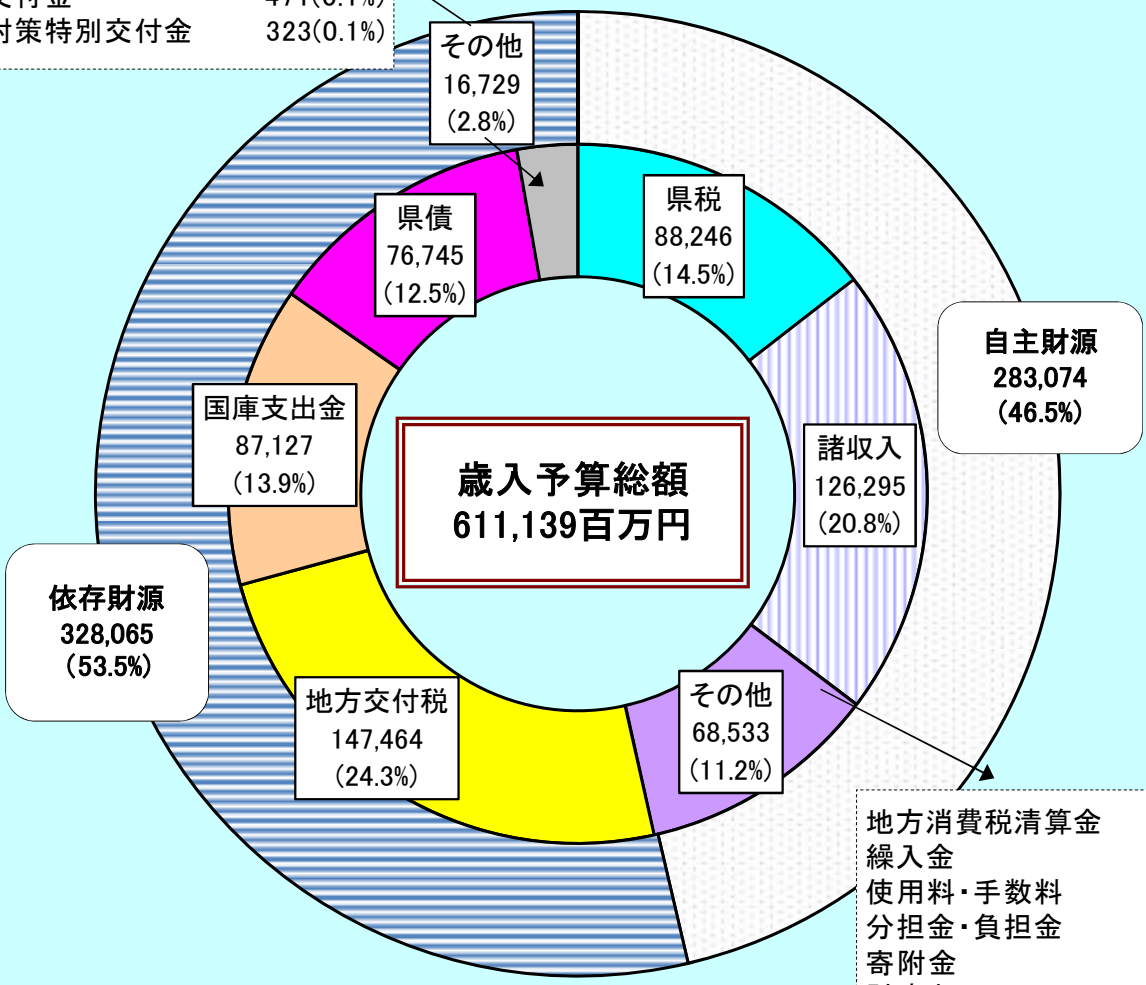 471(0.1%)
対策特別交付金 323(0.1%)
その他
16,729
(2.8%)
県税
88,246
(14.5%)
県債
76,745
(12.5%)
自主財源
283,074
(46.5%)
国庫支出金
87,127
(13.9%)
歳入予算総額
611,139百万円
諸収入
126,295
(20.8%)
依存財源
328,065
(53.5%)
地方交付税
147,464
(24.3%)
その他
68,533
(11.2%)
地方消費税清算金
繰入金
使用料・手数料
分担金・負担金
寄附金